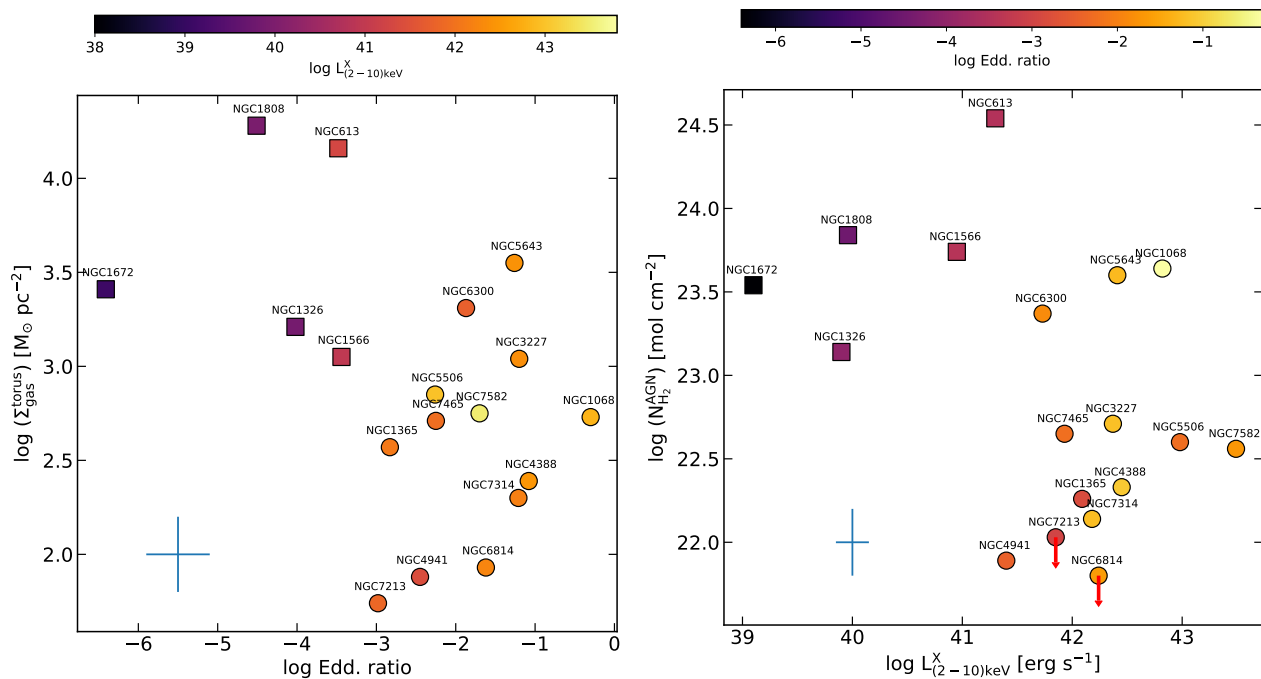 38 39 40 41 42 43
log L^X_(2−10)keV
NGC1808
NGC613
NGC5643
NGC1672
NGC6300
NGC1326
NGC1566
NGC3227
NGC5506
NGC7582
NGC1068
NGC7465
NGC1365
NGC4388
NGC7314
NGC6814
NGC4941
NGC7213
4.0
3.5
3.0
2.5
2.0
log (Σ^torus_gas) [M⊙ pc−2]
−6 −5 −4 −3 −2 −1 0
log Edd. ratio
−6 −5 −4 −3 −2 −1
log Edd. ratio
NGC613
NGC1808
NGC1566
NGC1068
NGC5643
NGC1672
NGC6300
NGC1326
NGC3227
NGC7465
NGC5506
NGC7582
NGC4388
NGC1365
NGC7314
NGC7213
NGC4941
NGC6814
24.5
24.0
23.5
23.0
22.5
22.0
log (N^AGN_H2) [mol cm−2]
39 40 41 42 43
log L^X_(2−10)keV [erg s−1]